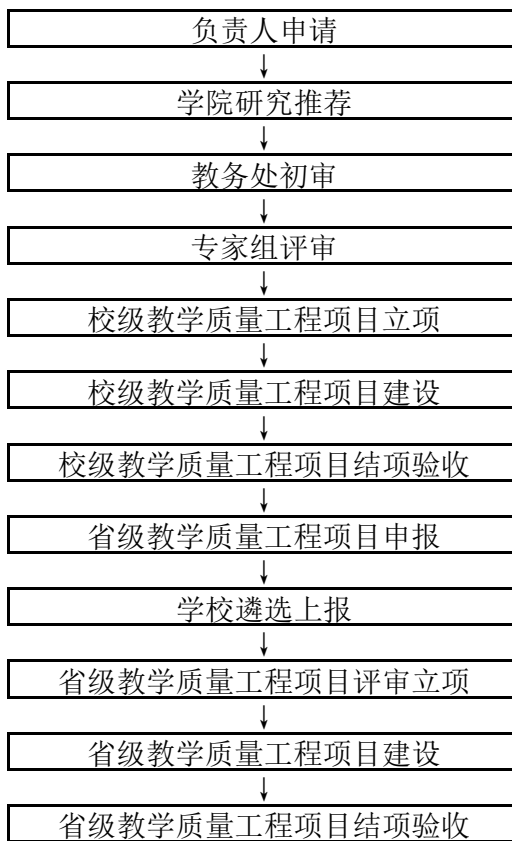 负责人申请
学院研究推荐
教务处初审
专家组评审
校级教学质量工程项目立项
校级教学质量工程项目建设
校级教学质量工程项目结项验收
省级教学质量工程项目申报
学校遴选上报
省级教学质量工程项目评审立项
省级教学质量工程项目建设
省级教学质量工程项目结项验收